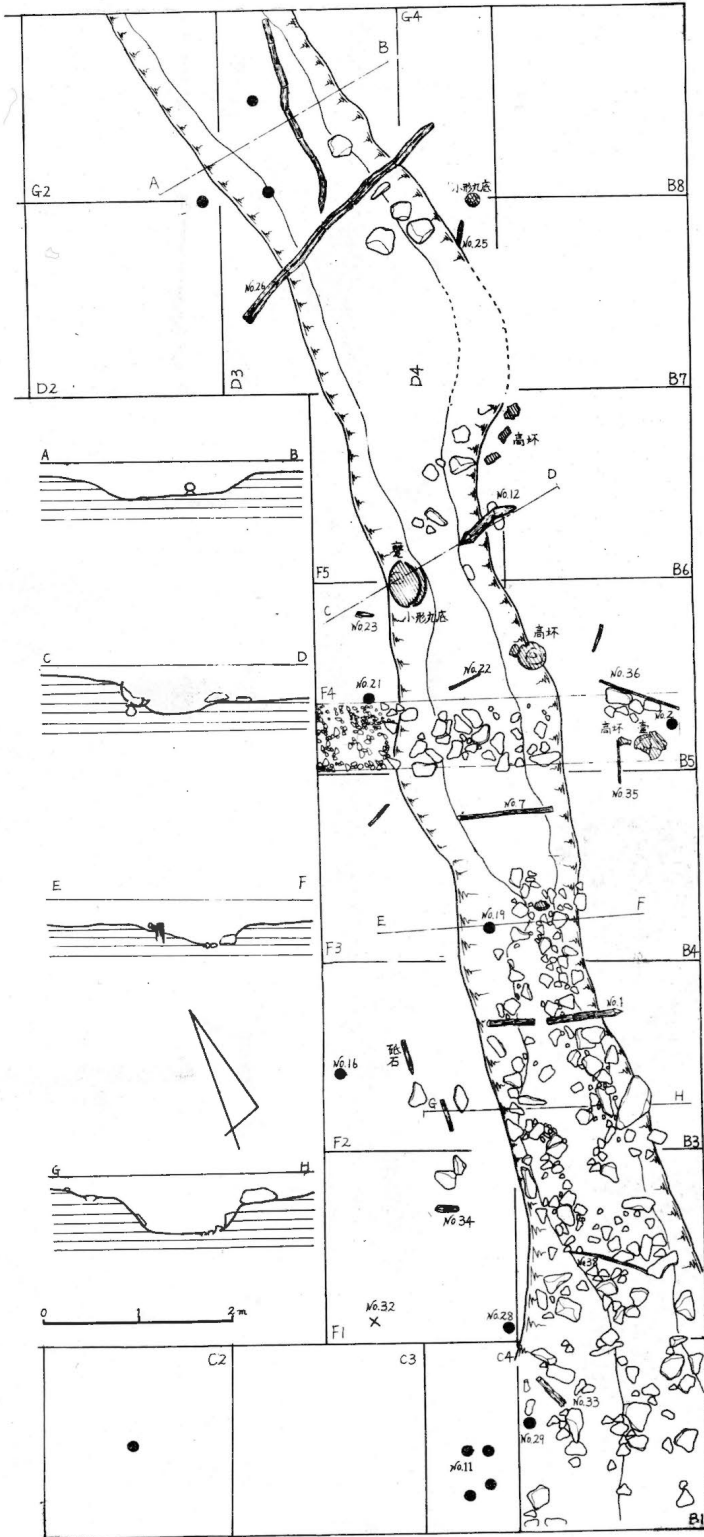 G4
B
A
G2
小形丸底
B8
No.25
No.26
D2
D3
D4
B7
高坏
A B
D
No.12
F5
甕
B6
C
小形丸底
No.23
高坏
C D
No.22
No.36
F4
No.21
No.2
高坏
B5
No.35
No.7
E F
E
No.19
F
F3
B4
No.1
砥石
No.16
G
H
F2
B3
G H
No.34
No.38
0 1 2m
No.32
No.28
F1
C2
C3
C4
No.33
No.29
No.11
B1